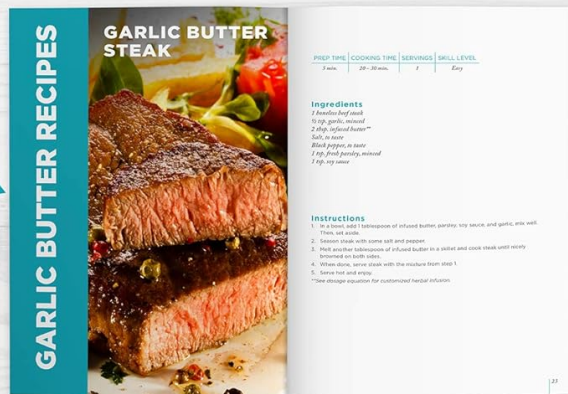 GARLIC BUTTER RECIPES
GARLIC BUTTER
STEAK
PREP TIME COOKING TIME SERVINGS SKILL LEVEL
5 min. 20–30 min. 1 Easy
Ingredients
1 boneless beef steak
½ tsp. garlic, minced
2 tbsp. infused butter**
Salt, to taste
Black pepper, to taste
1 tsp. fresh parsley, minced
1 tsp. soy sauce
Instructions
1. In a bowl, add 1 tablespoon of infused butter, parsley, soy sauce, and garlic, mix well.
Then, set aside.
2. Season steak with some salt and pepper.
3. Melt another tablespoon of infused butter in a skillet and cook steak until nicely
browned on both sides.
4. When done, serve steak with the mixture from step 1.
5. Serve hot and enjoy.
**See dosage equation for customized herbal infusion.
25